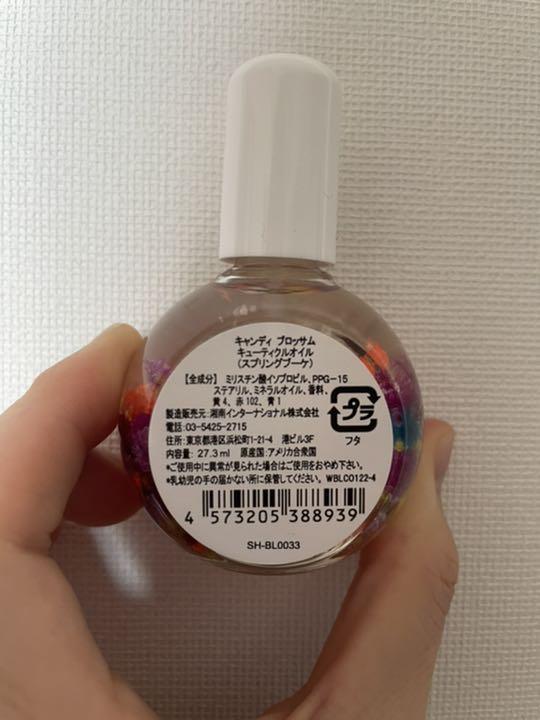 キャンディ ブロッサム
キューティクルオイル
(スプリングブーケ)
【全成分】 ミリスチン酸イソプロピル、PPG-15
ステアリル、ミネラルオイル、香料、
黄4、赤102、青1
製造販売元:湘南インターナショナル株式会社
電話:03-5425-2715
住所:東京都港区浜松町1-21-4 港ビル3F
内容量: 27.3ml 原産国:アメリカ合衆国
*ご使用中に異常が見られた場合はご使用をおやめ下さい。
*乳幼児の手の届かない所に保管してください。 WBLCO122-4
プラ
フタ
4 573205 388939
SH-BL0033